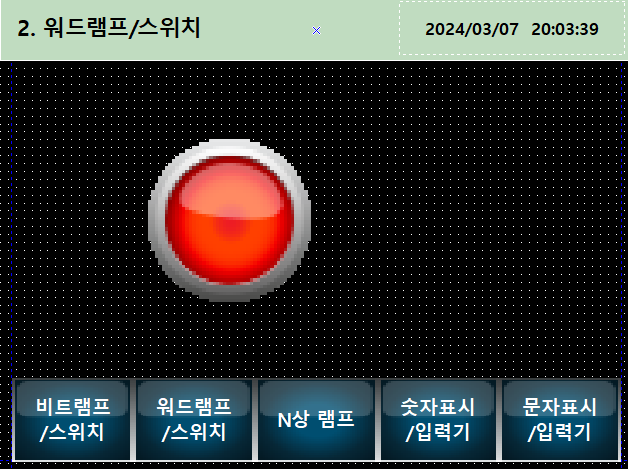 2. 워드램프/스위치
2024/03/07 20:03:39
비트램프
/스위치
워드램프
/스위치
N상 램프
숫자표시
/입력기
문자표시
/입력기